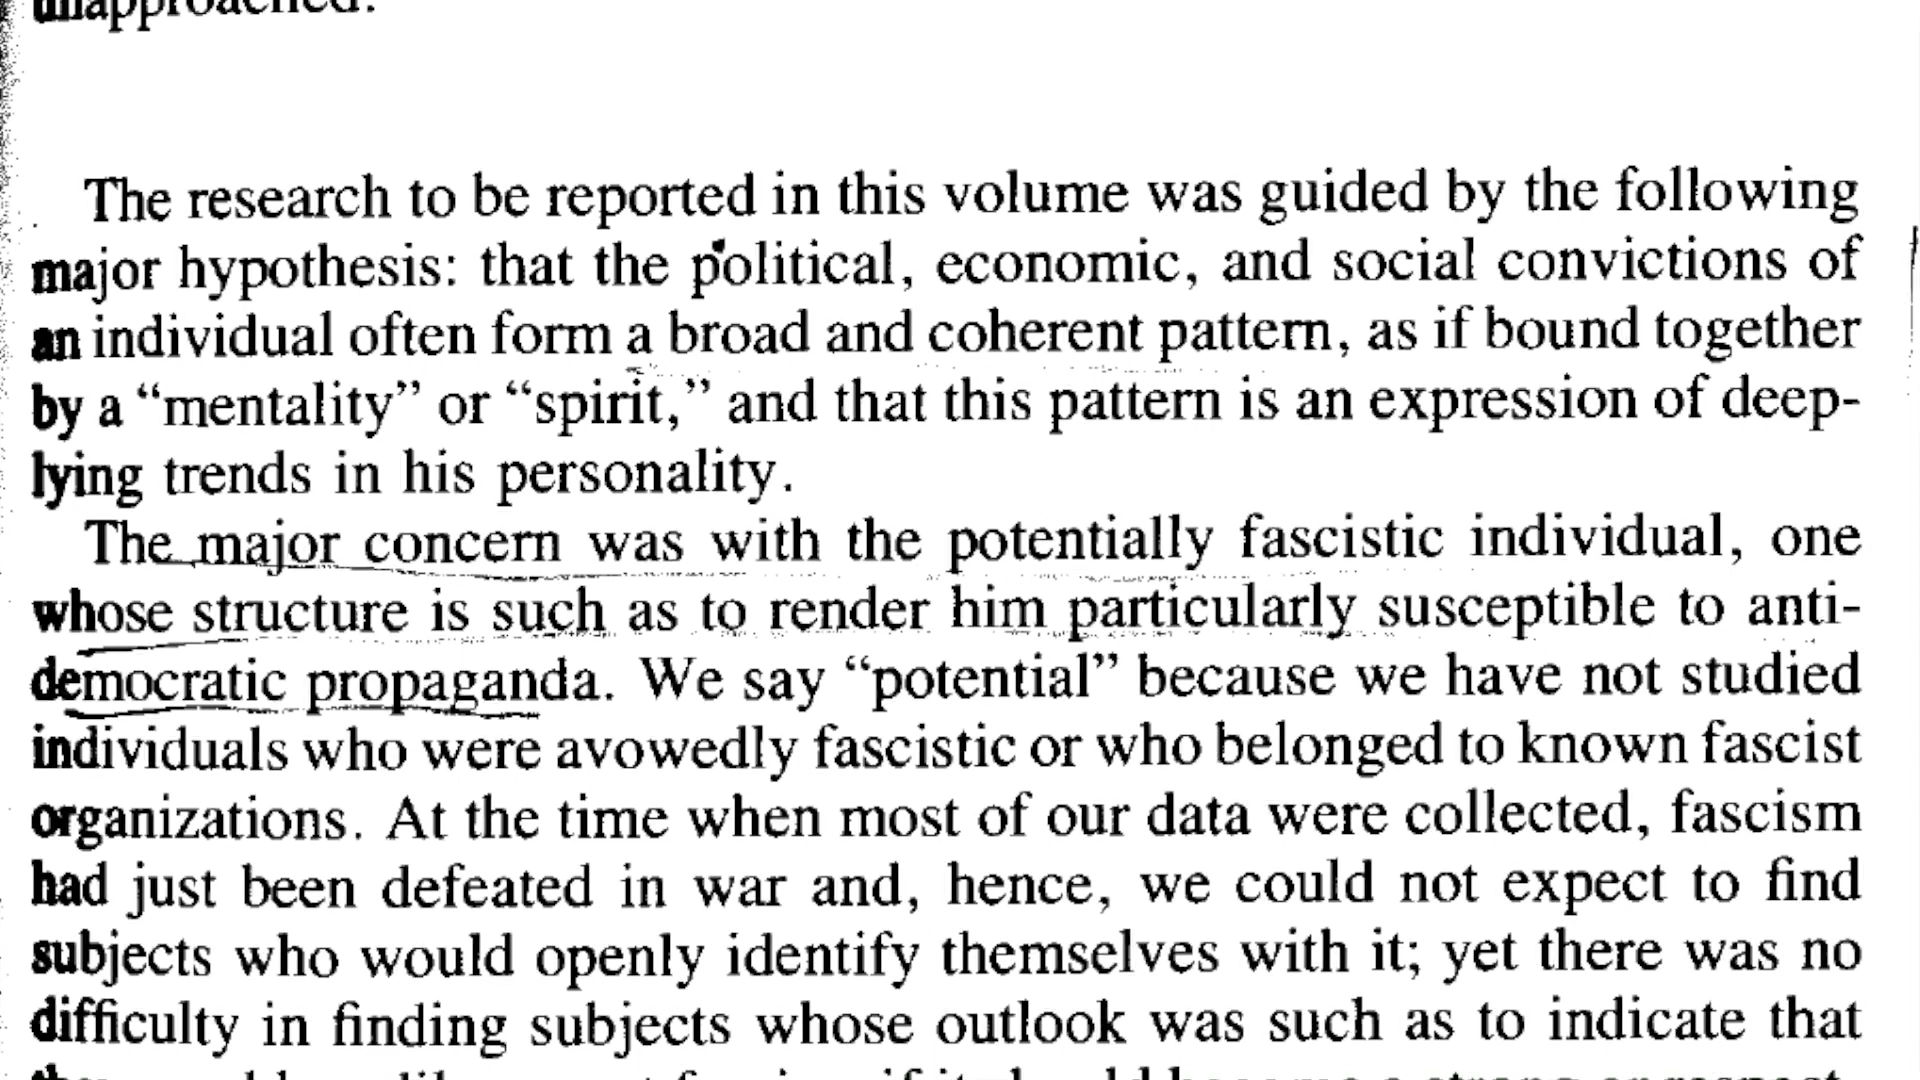 unapproached.
The research to be reported in this volume was guided by the following
major hypothesis: that the political, economic, and social convictions of
an individual often form a broad and coherent pattern, as if bound together
by a “mentality” or “spirit,” and that this pattern is an expression of deep-
lying trends in his personality.
The major concern was with the potentially fascistic individual, one
whose structure is such as to render him particularly susceptible to anti-
democratic propaganda. We say “potential” because we have not studied
individuals who were avowedly fascistic or who belonged to known fascist
organizations. At the time when most of our data were collected, fascism
had just been defeated in war and, hence, we could not expect to find
subjects who would openly identify themselves with it; yet there was no
difficulty in finding subjects whose outlook was such as to indicate that